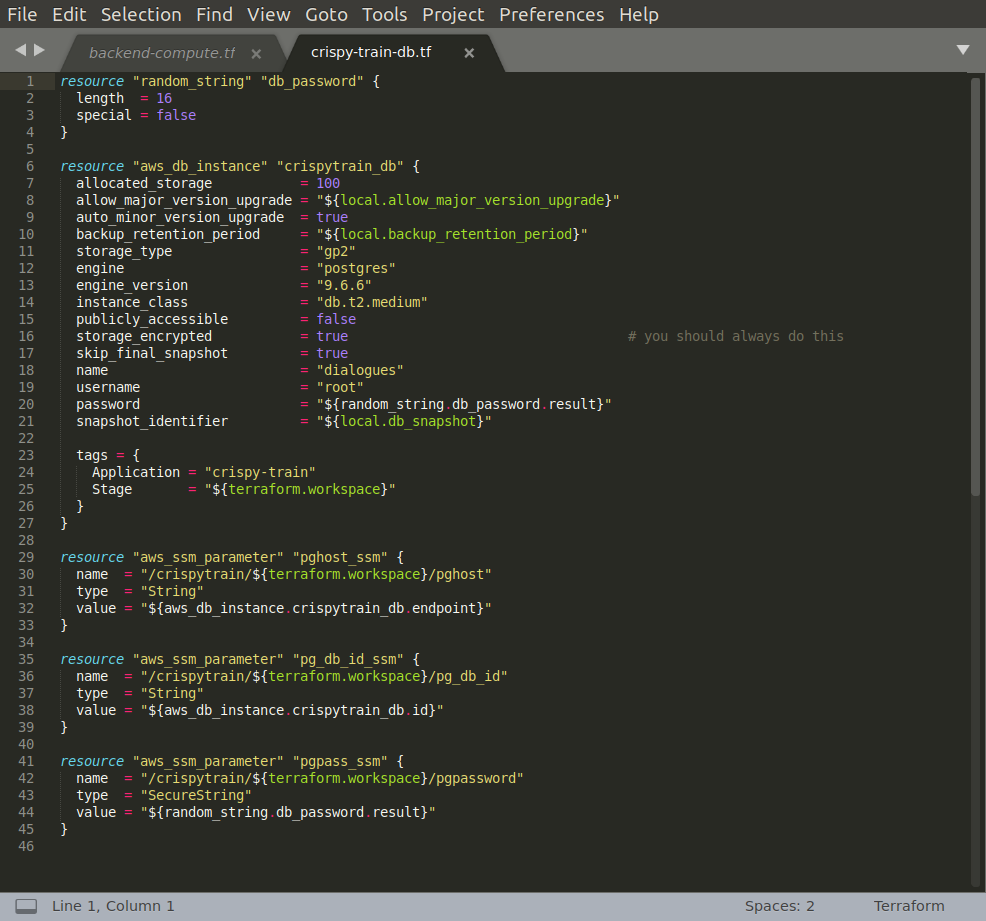 File Edit Selection Find View Goto Tools Project Preferences Help
backend-compute.tf × crispy-train-db.tf ×
1 resource "random_string" "db_password" {
2   length  = 16
3   special = false
4 }
5
6 resource "aws_db_instance" "crispytrain_db" {
7   allocated_storage           = 100
8   allow_major_version_upgrade = "${local.allow_major_version_upgrade}"
9   auto_minor_version_upgrade  = true
10   backup_retention_period     = "${local.backup_retention_period}"
11   storage_type                = "gp2"
12   engine                      = "postgres"
13   engine_version              = "9.6.6"
14   instance_class              = "db.t2.medium"
15   publicly_accessible         = false
16   storage_encrypted           = true                                   # you should always do this
17   skip_final_snapshot         = true
18   name                        = "dialogues"
19   username                    = "root"
20   password                    = "${random_string.db_password.result}"
21   snapshot_identifier         = "${local.db_snapshot}"
22
23   tags = {
24     Application = "crispy-train"
25     Stage       = "${terraform.workspace}"
26   }
27 }
28
29 resource "aws_ssm_parameter" "pghost_ssm" {
30   name  = "/crispytrain/${terraform.workspace}/pghost"
31   type  = "String"
32   value = "${aws_db_instance.crispytrain_db.endpoint}"
33 }
34
35 resource "aws_ssm_parameter" "pg_db_id_ssm" {
36   name  = "/crispytrain/${terraform.workspace}/pg_db_id"
37   type  = "String"
38   value = "${aws_db_instance.crispytrain_db.id}"
39 }
40
41 resource "aws_ssm_parameter" "pgpass_ssm" {
42   name  = "/crispytrain/${terraform.workspace}/pgpassword"
43   type  = "SecureString"
44   value = "${random_string.db_password.result}"
45 }
46
Line 1, Column 1 Spaces: 2 Terraform